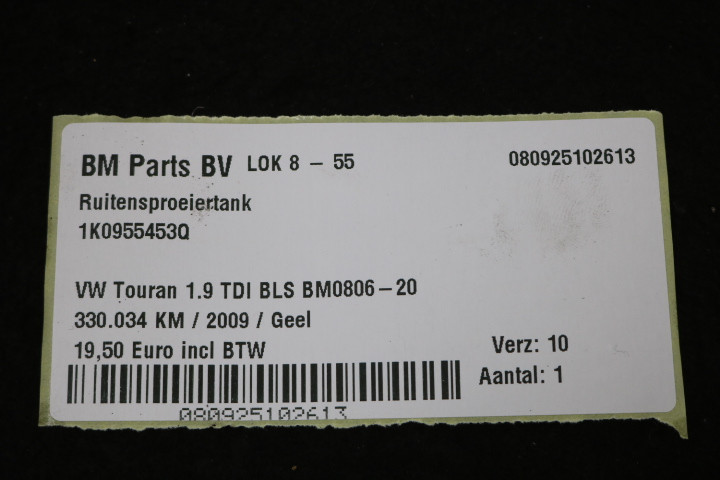 BM Parts BV LOK 8 – 55 080925102613
Ruitensproeiertank
1K0955453Q
VW Touran 1.9 TDI BLS BM0806–20
330.034 KM / 2009 / Geel
19,50 Euro incl BTW
Verz: 10
Aantal: 1
080925102613